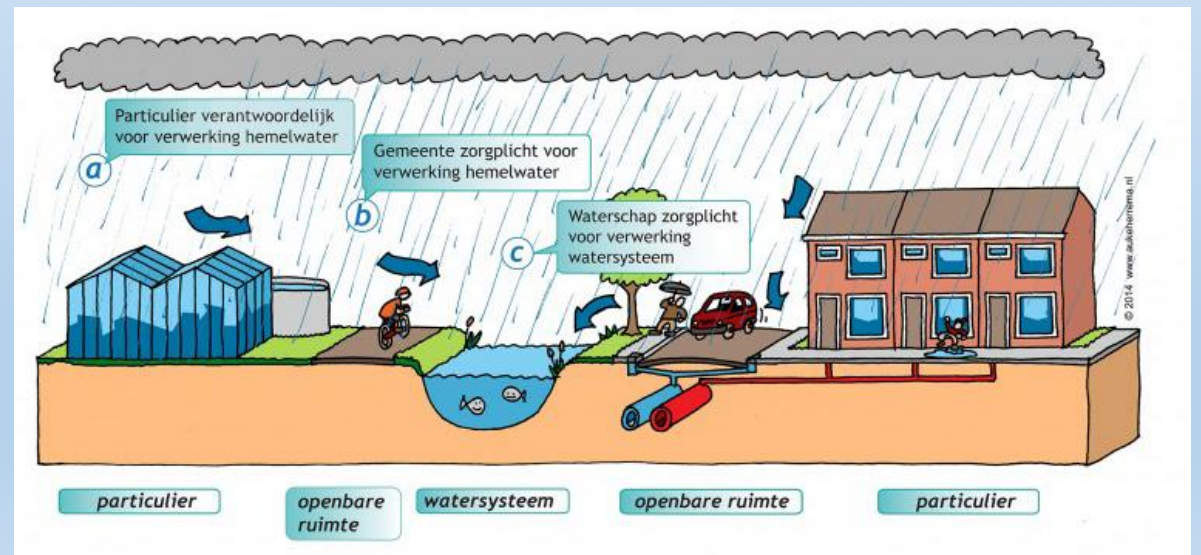 Particulier verantwoordelijk
voor verwerking hemelwater
a
Gemeente zorgplicht voor
verwerking hemelwater
b
Waterschap zorgplicht
voor verwerking
watersysteem
c
© 2014 www.aukeherrema.nl
particulier
openbare
ruimte
watersysteem
openbare ruimte
particulier